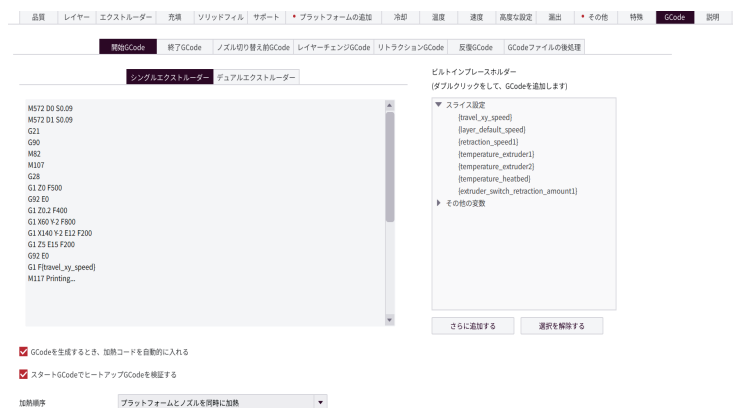 品質 レイヤー エクストルーダー 充填 ソリッドフィル サポート * プラットフォームの追加 冷却 温度 速度 高度な設定 漏出 * その他 特殊 GCode 説明
開始GCode 終了GCode ノズル切り替え前GCode レイヤーチェンジGCode リトラクションGCode 反復GCode GCodeファイルの後処理
シングルエクストルーダー デュアルエクストルーダー
M572 D0 S0.09
M572 D1 S0.09
G21
G90
M82
M107
G28
G1 Z0 F500
G92 E0
G1 Z0.2 F400
G1 X60 Y-2 F800
G1 X140 Y-2 E12 F200
G1 Z5 E15 F200
G92 E0
G1 F{travel_xy_speed}
M117 Printing...
ビルトインプレースホルダー
(ダブルクリックをして、GCodeを追加します)
スライス設定
{travel_xy_speed}
{layer_default_speed}
{retraction_speed1}
{temperature_extruder1}
{temperature_extruder2}
{temperature_heatbed}
{extruder_switch_retraction_amount1}
その他の変数
さらに追加する 選択を解除する
GCodeを生成するとき、加熱コードを自動的に入れる
スタートGCodeでヒートアップGCodeを検証する
加熱順序 プラットフォームとノズルを同時に加熱